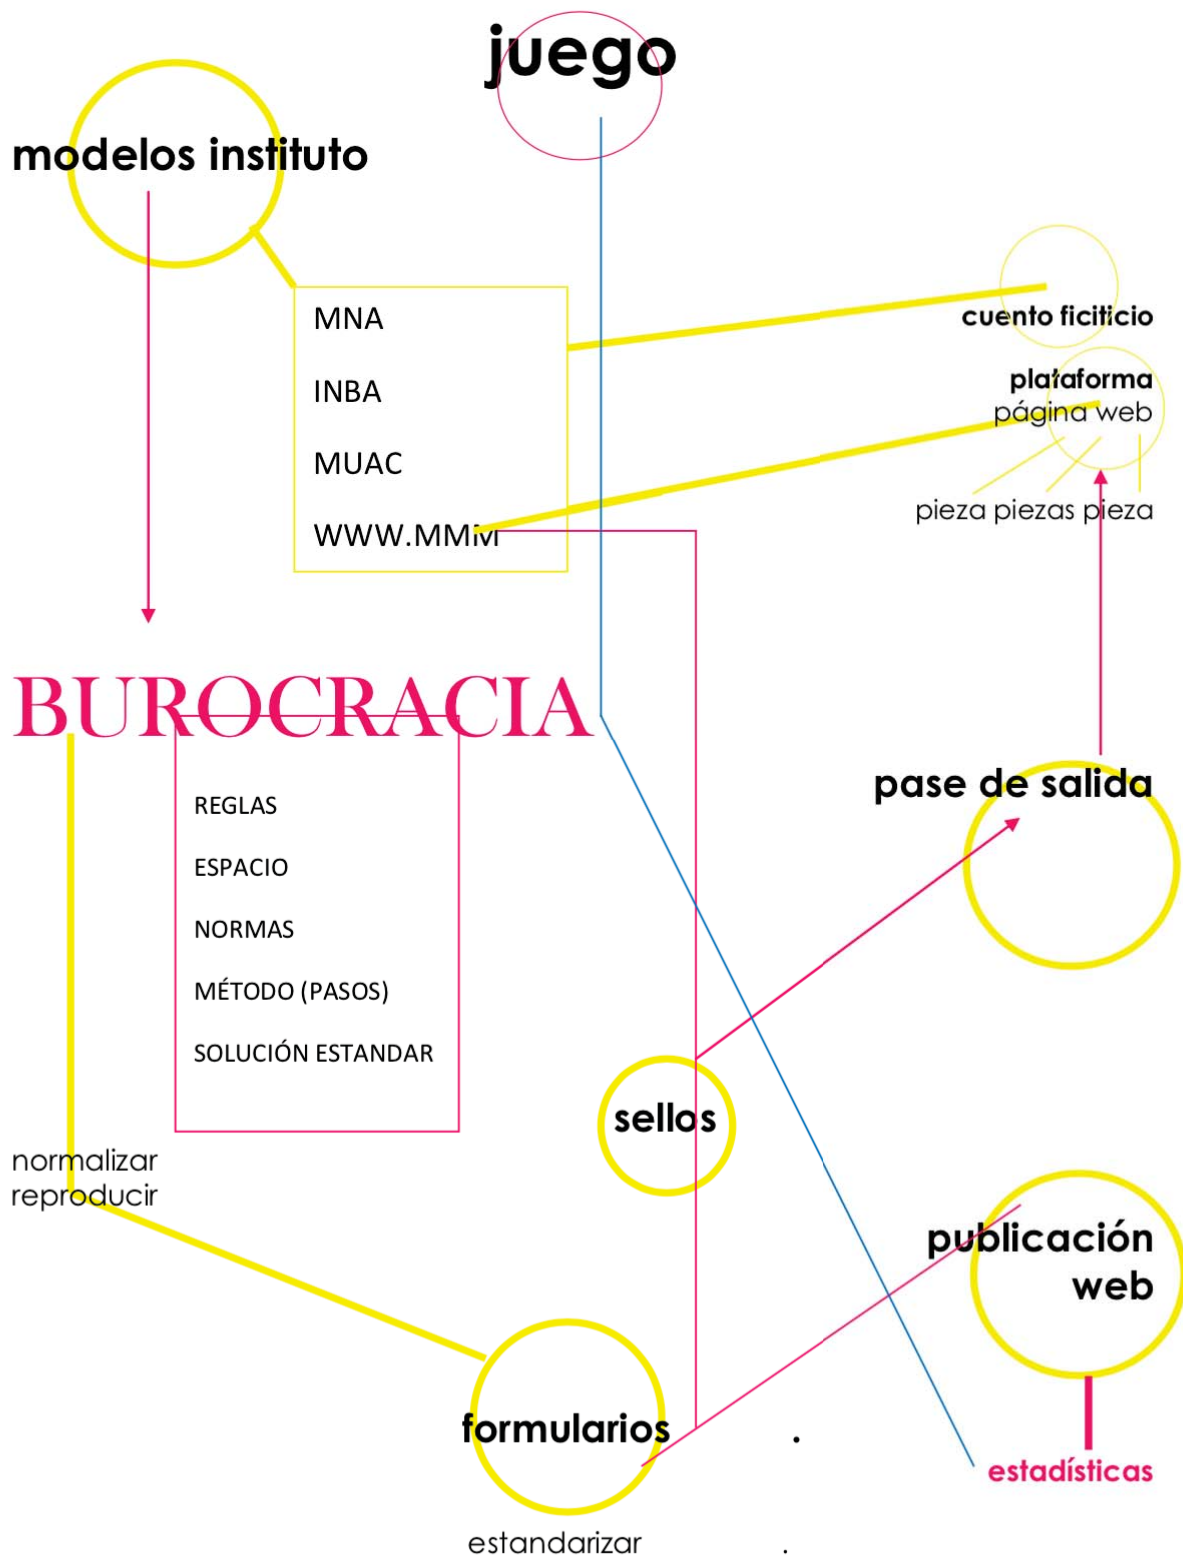 juego
modelos instituto
MNA
INBA
MUAC
WWW.MMM
cuento ficiticio
plataforma
página web
pieza piezas pieza
BUROCRACIA
REGLAS
ESPACIO
NORMAS
MÉTODO (PASOS)
SOLUCIÓN ESTANDAR
pase de salida
sellos
normalizar
reproducir
publicación
web
formularios
.
estadísticas
estandarizar
.